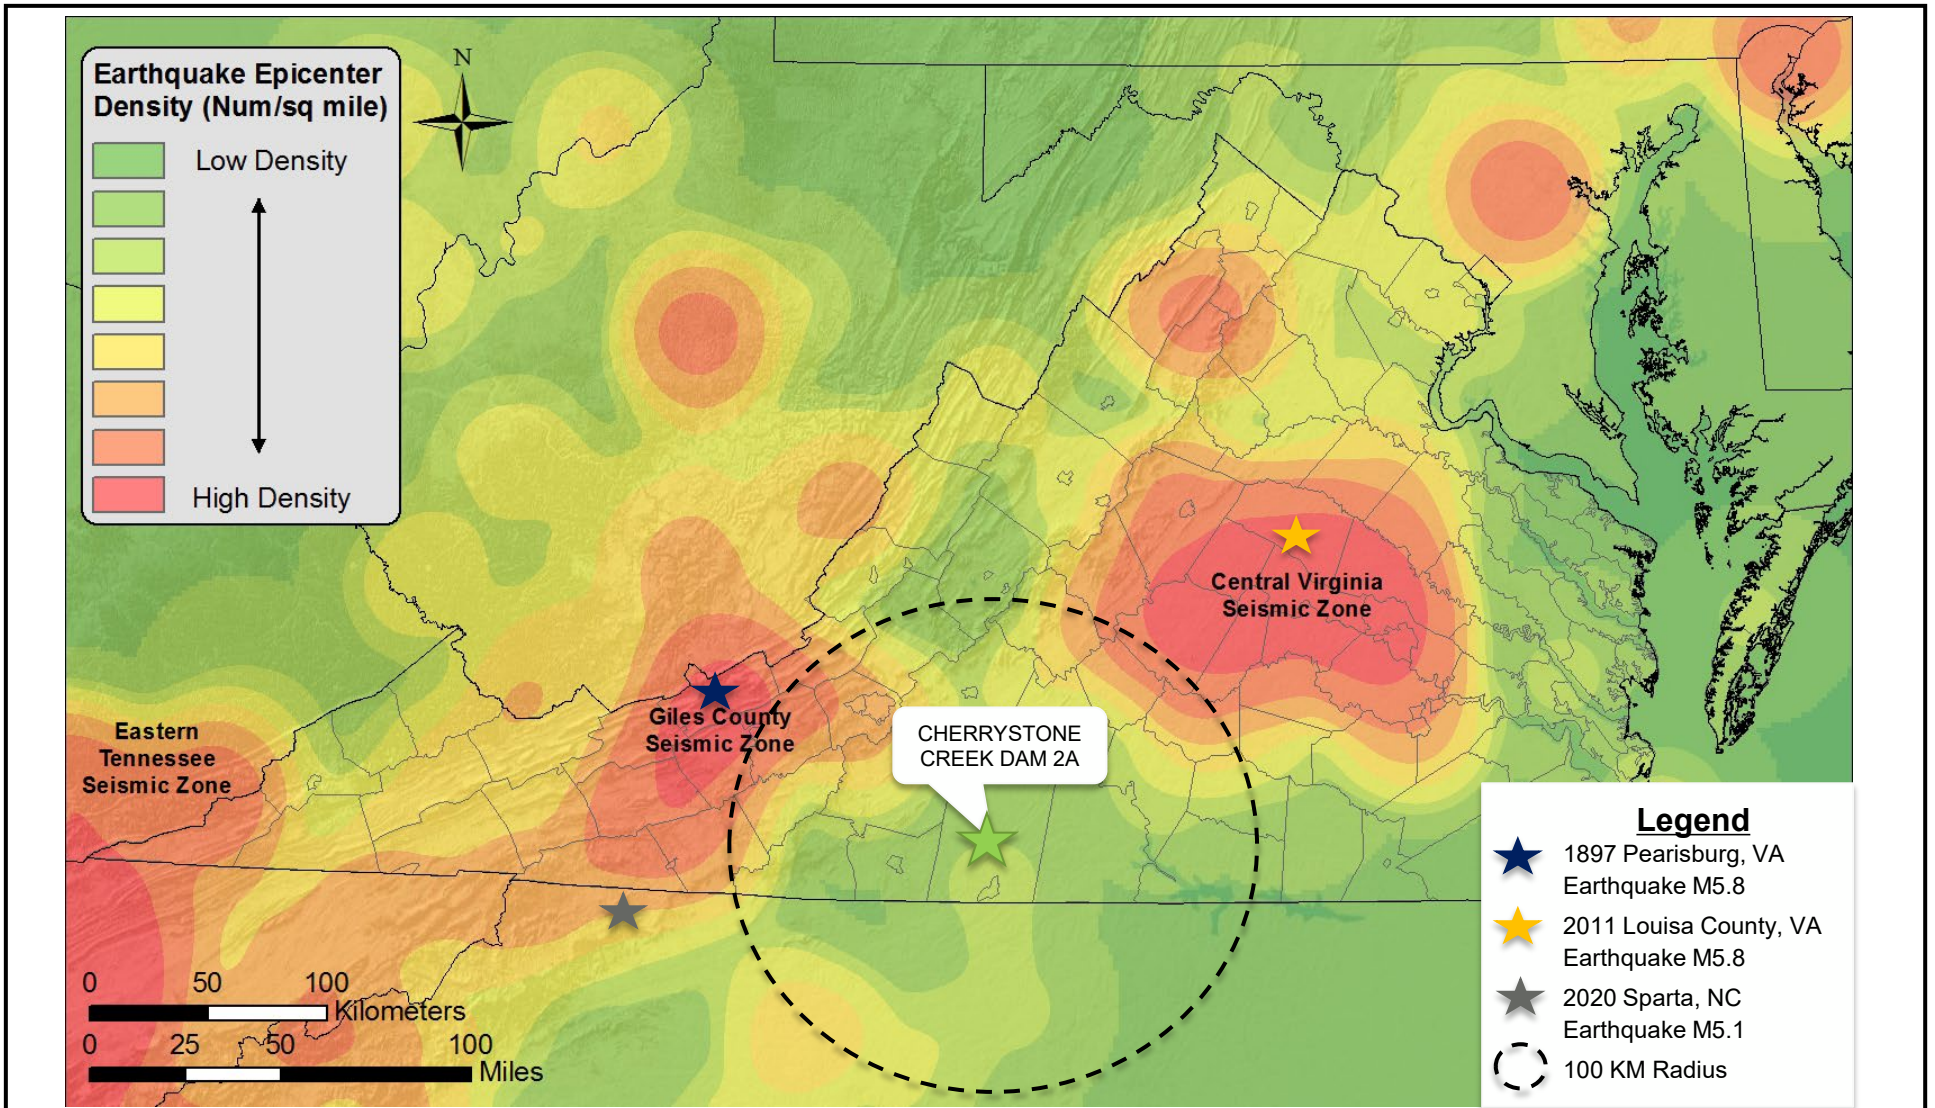 Earthquake Epicenter
Density (Num/sq mile)
Low Density
High Density
N
Central Virginia
Seismic Zone
Giles County
Seismic Zone
Eastern
Tennessee
Seismic Zone
CHERRYSTONE
CREEK DAM 2A
0 50 100
Kilometers
0 25 50 100
Miles
Legend
1897 Pearisburg, VA
Earthquake M5.8
2011 Louisa County, VA
Earthquake M5.8
2020 Sparta, NC
Earthquake M5.1
100 KM Radius